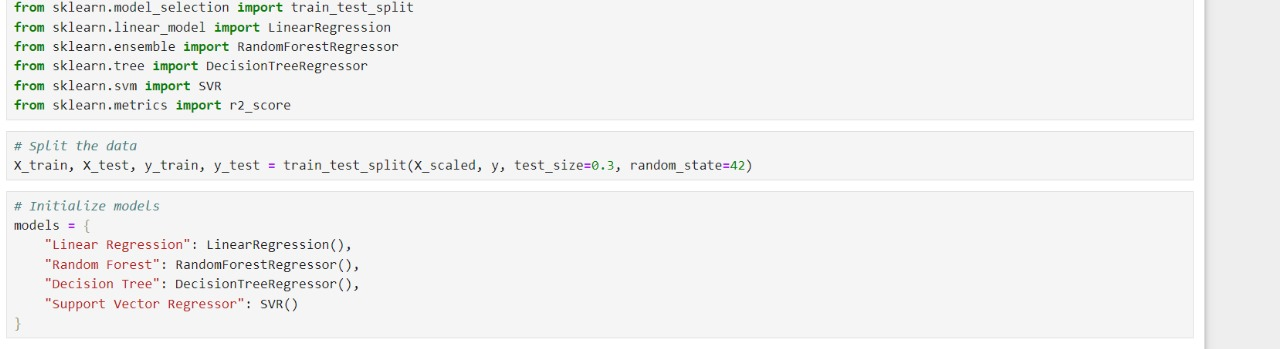 from sklearn.model_selection import train_test_split
from sklearn.linear_model import LinearRegression
from sklearn.ensemble import RandomForestRegressor
from sklearn.tree import DecisionTreeRegressor
from sklearn.svm import SVR
from sklearn.metrics import r2_score
# Split the data
X_train, X_test, y_train, y_test = train_test_split(X_scaled, y, test_size=0.3, random_state=42)
# Initialize models
models = {
    "Linear Regression": LinearRegression(),
    "Random Forest": RandomForestRegressor(),
    "Decision Tree": DecisionTreeRegressor(),
    "Support Vector Regressor": SVR()
}